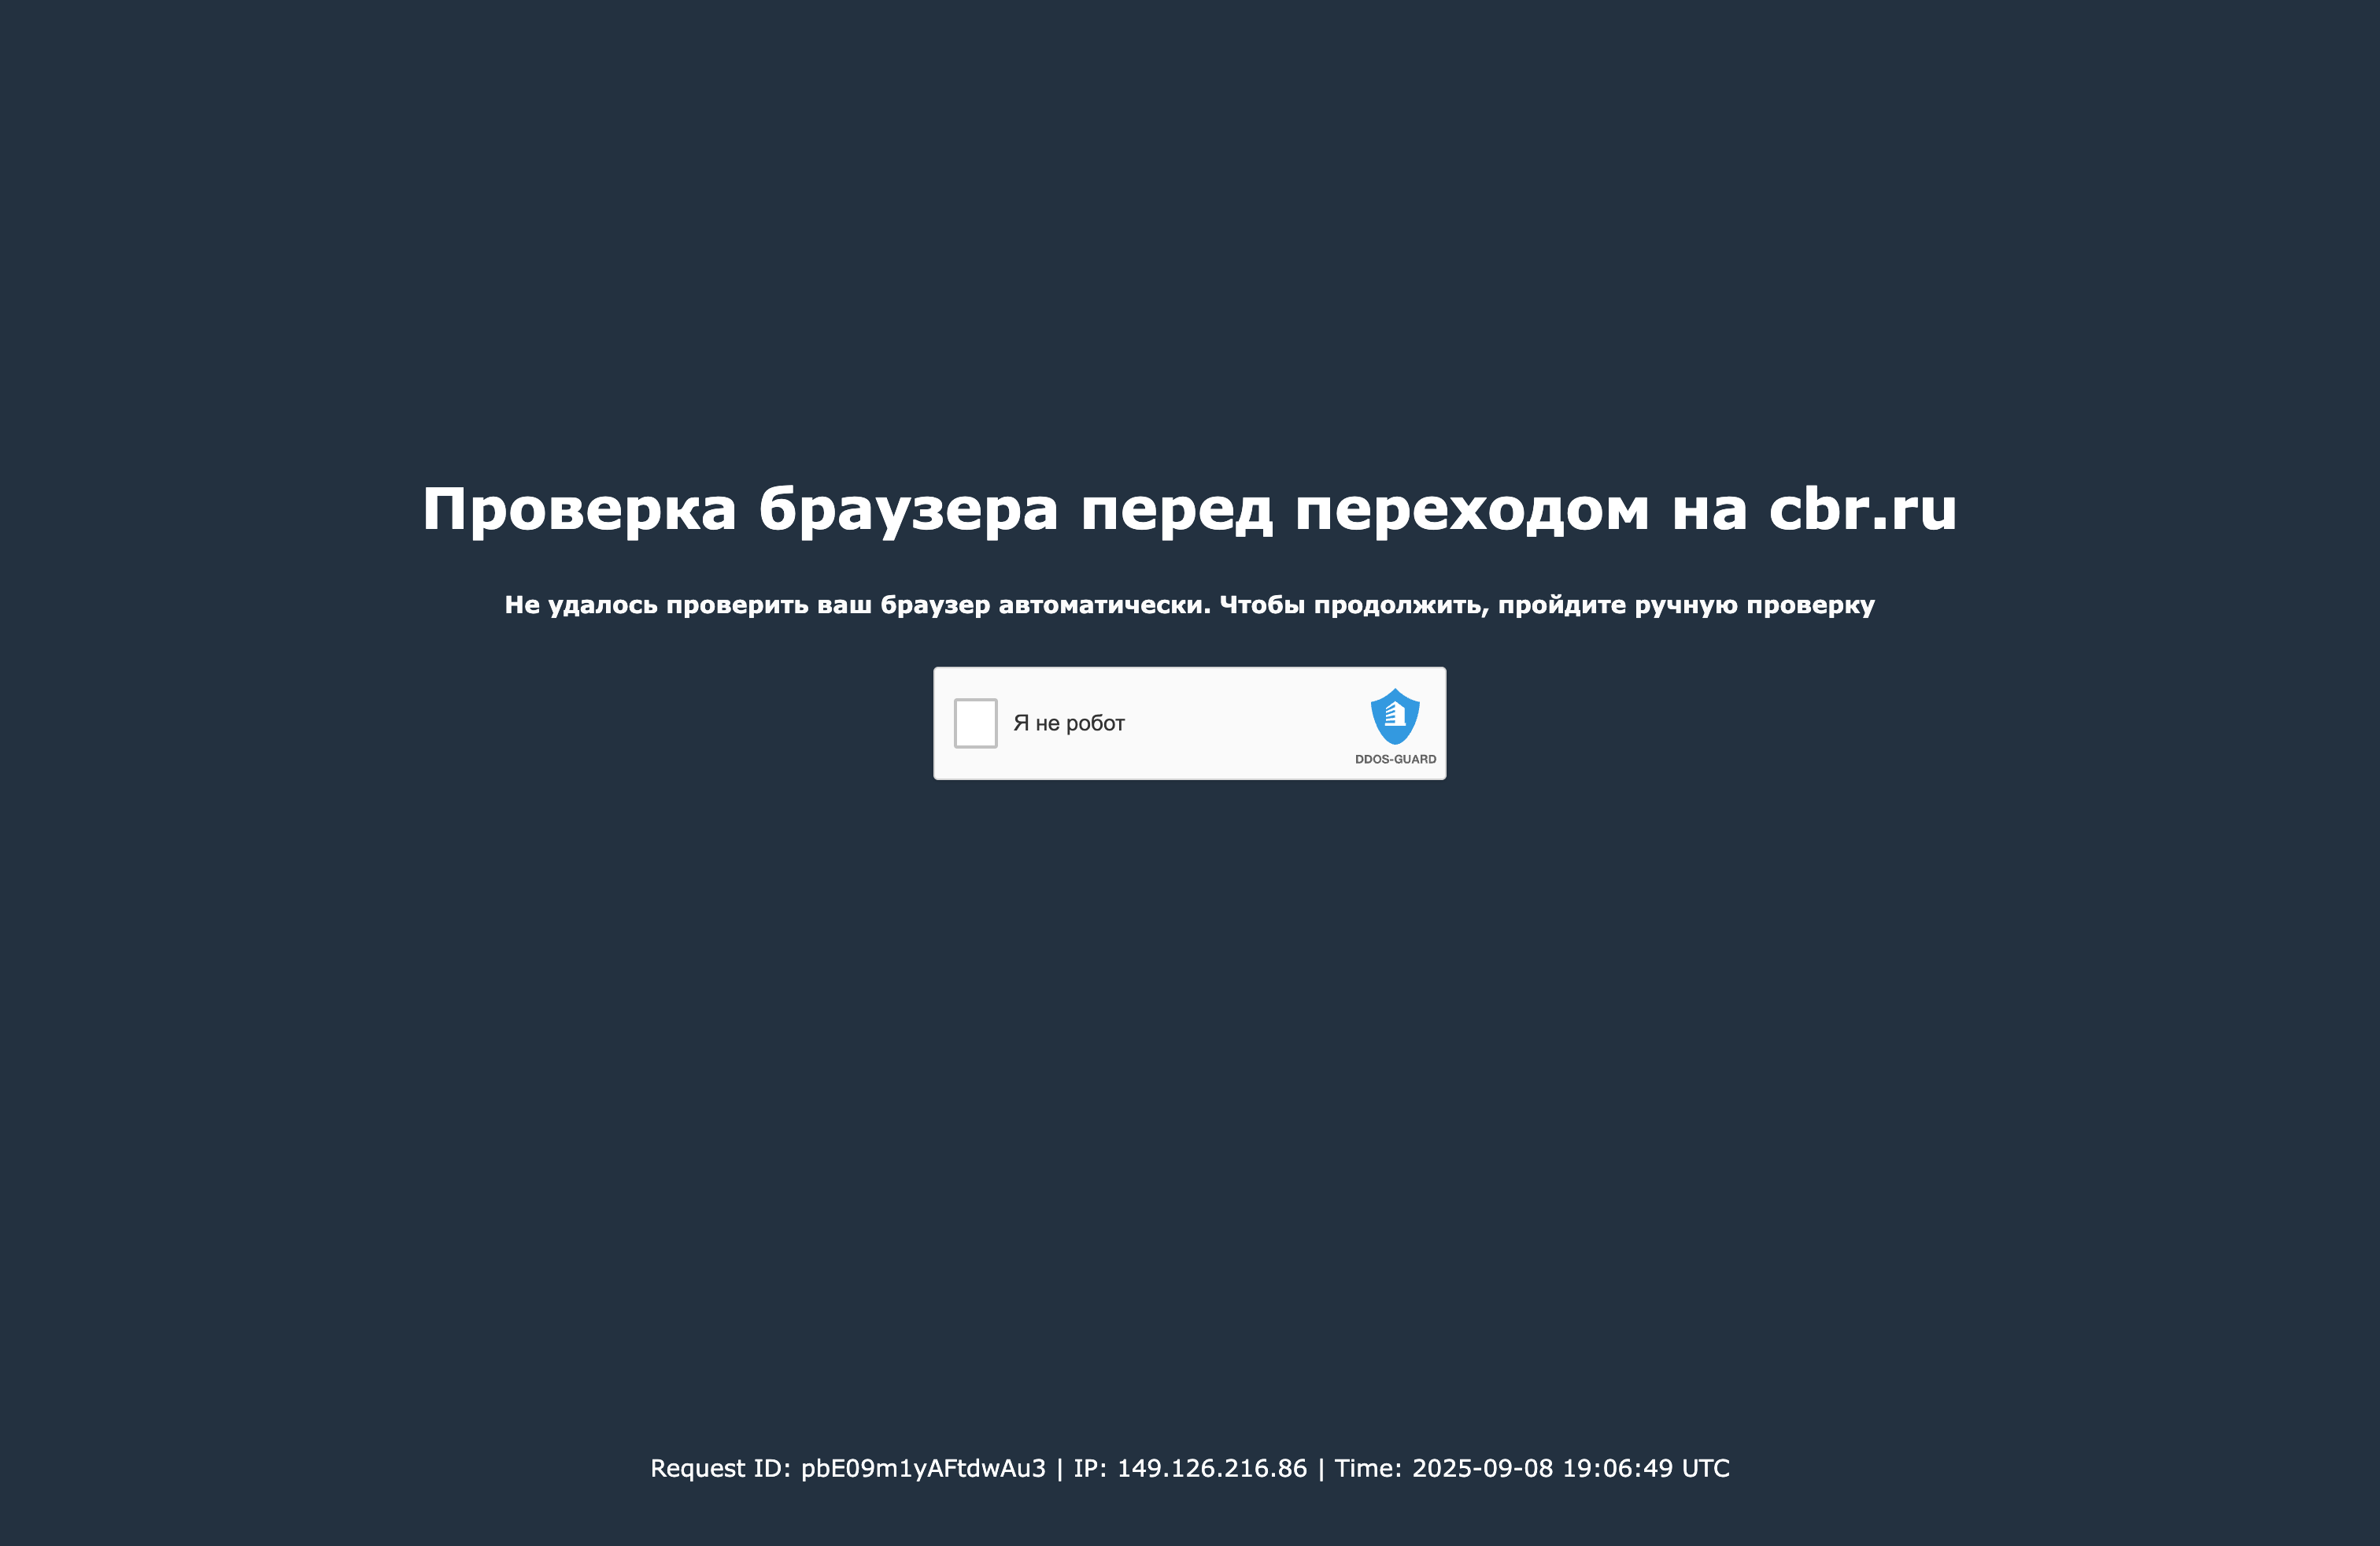 Проверка браузера перед переходом на cbr.ru
Не удалось проверить ваш браузер автоматически. Чтобы продолжить, пройдите ручную проверку
Я не робот
DDOS-GUARD
Request ID: pbE09m1yAFtdwAu3 | IP: 149.126.216.86 | Time: 2025-09-08 19:06:49 UTC